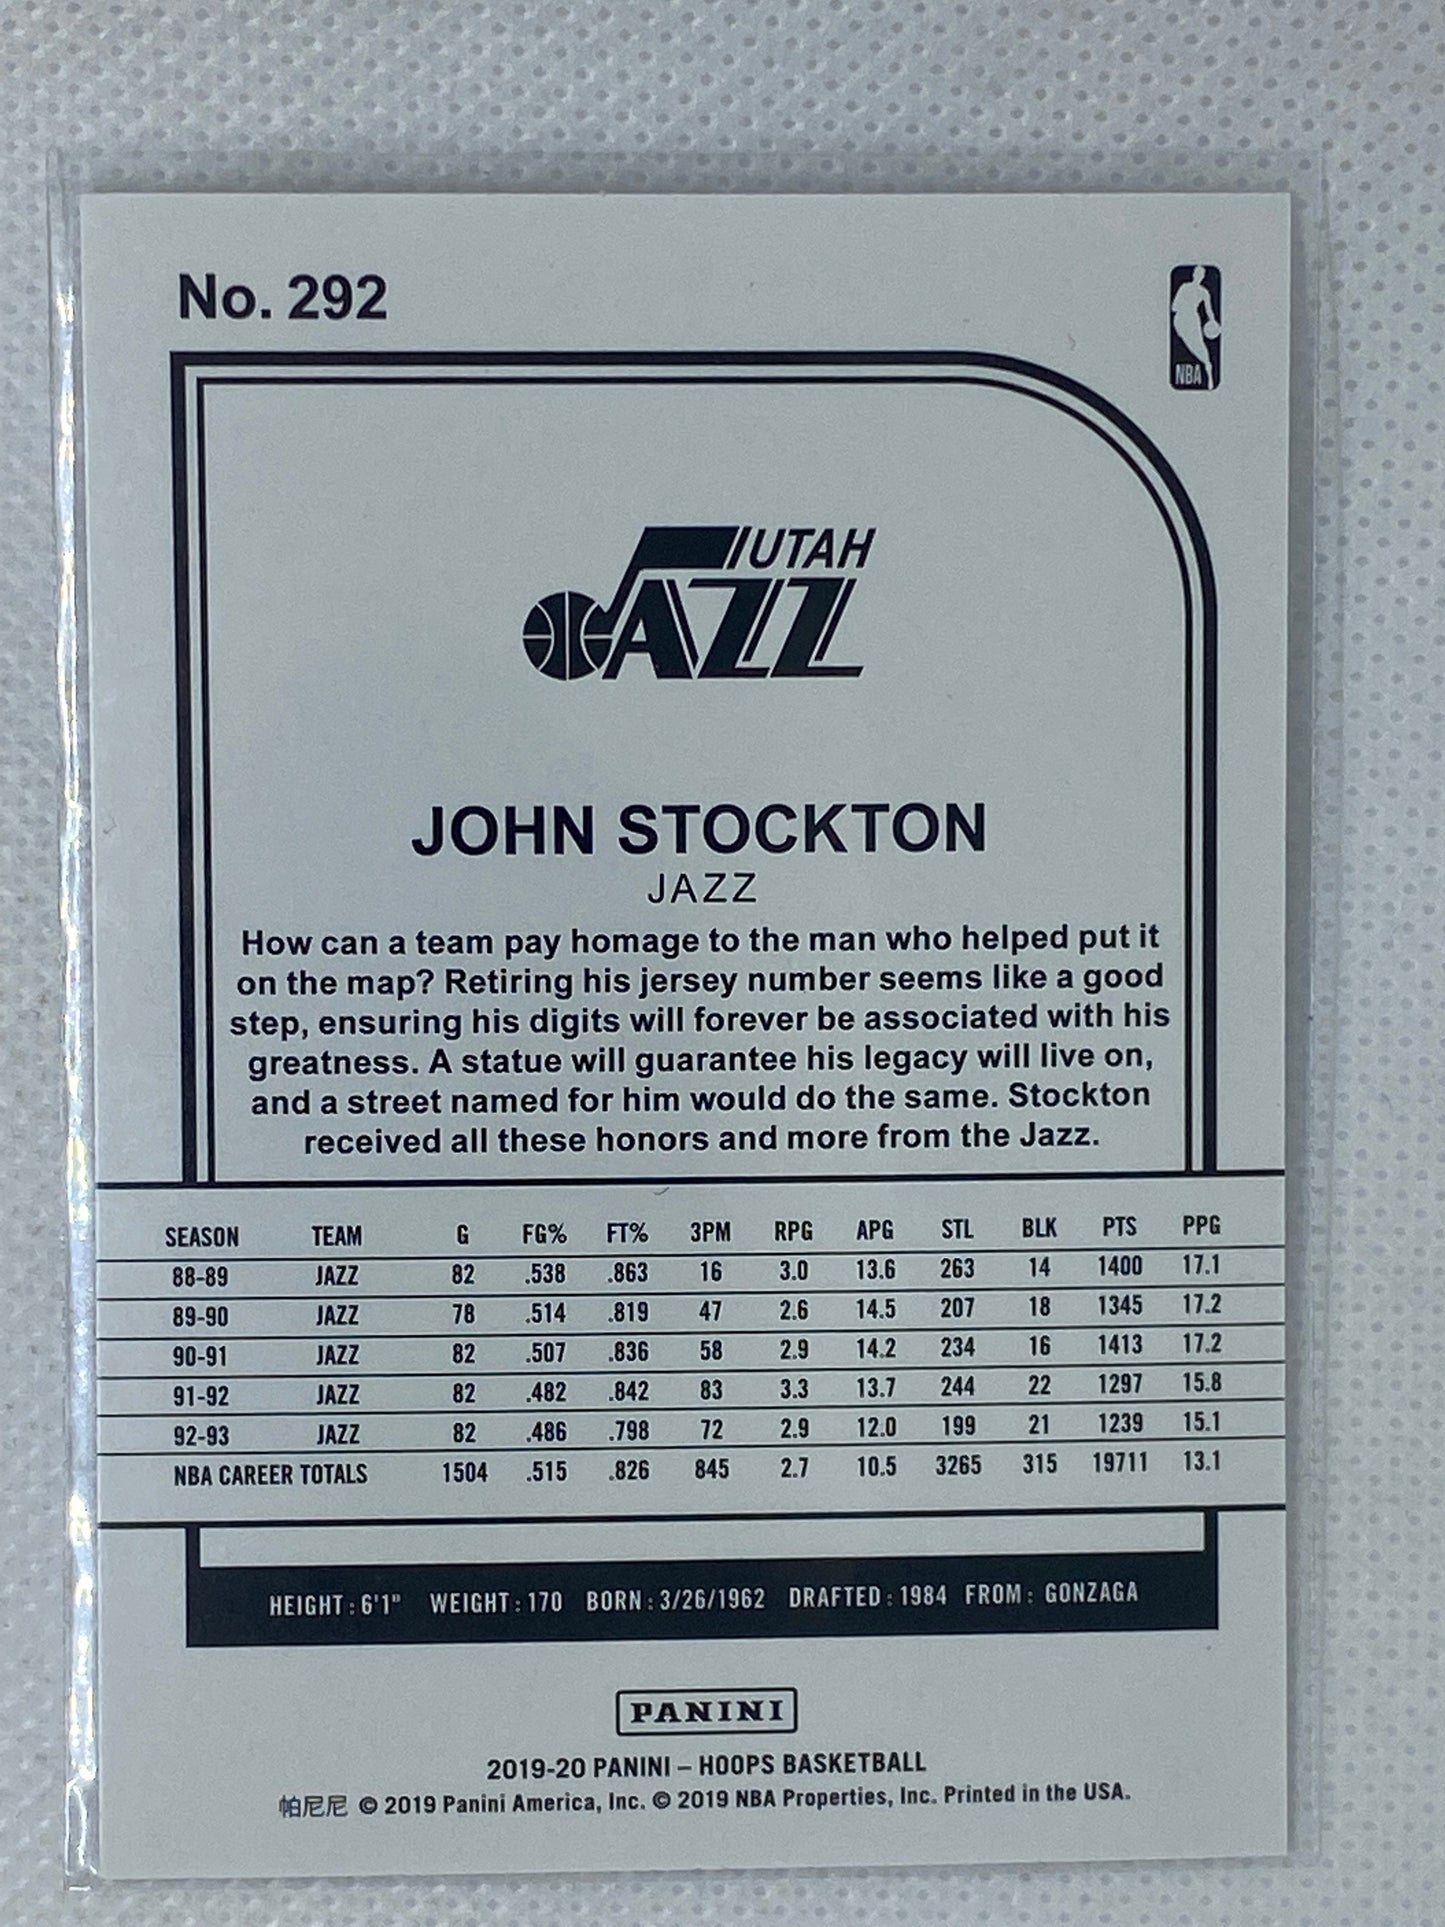 No. 292
NBA
UTAH
JAZZ
JOHN STOCKTON
JAZZ
How can a team pay homage to the man who helped put it
on the map? Retiring his jersey number seems like a good
step, ensuring his digits will forever be associated with his
greatness. A statue will guarantee his legacy will live on,
and a street named for him would do the same. Stockton
received all these honors and more from the Jazz.
SEASON TEAM G FG% FT% 3PM RPG APG STL BLK PTS PPG
88-89 JAZZ 82 .538 .863 16 3.0 13.6 263 14 1400 17.1
89-90 JAZZ 78 .514 .819 47 2.6 14.5 207 18 1345 17.2
90-91 JAZZ 82 .507 .836 58 2.9 14.2 234 16 1413 17.2
91-92 JAZZ 82 .482 .842 83 3.3 13.7 244 22 1297 15.8
92-93 JAZZ 82 .486 .798 72 2.9 12.0 199 21 1239 15.1
NBA CAREER TOTALS 1504 .515 .826 845 2.7 10.5 3265 315 19711 13.1
HEIGHT : 6'1" WEIGHT : 170 BORN : 3/26/1962 DRAFTED : 1984 FROM : GONZAGA
PANINI
2019-20 PANINI – HOOPS BASKETBALL
帕尼尼 © 2019 Panini America, Inc. © 2019 NBA Properties, Inc. Printed in the USA.